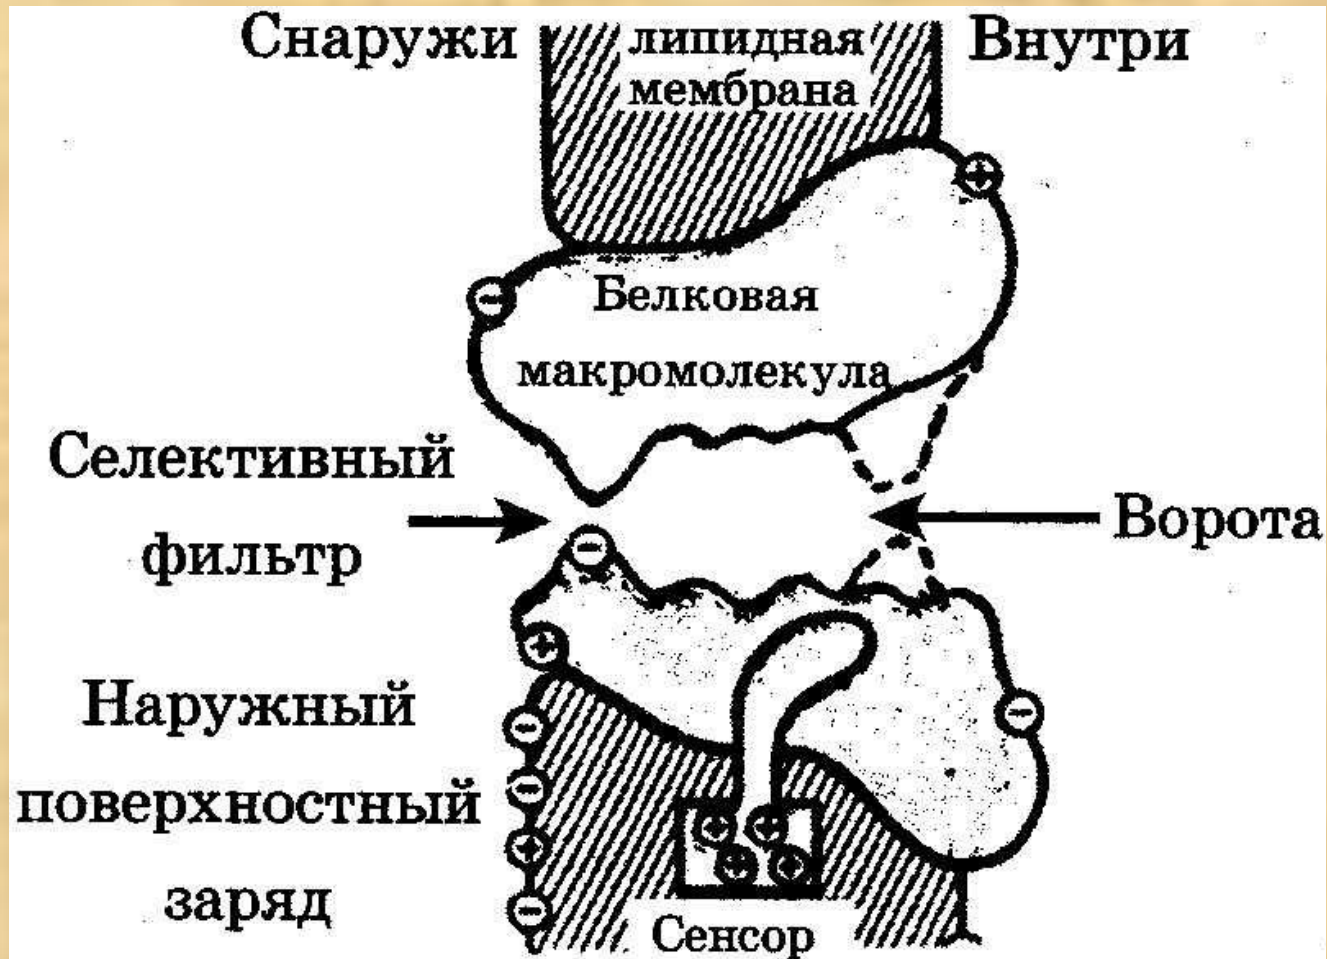 Снаружи
липидная
мембрана
Внутри
Белковая
макромолекула
Селективный
фильтр
Ворота
Наружный
поверхностный
заряд
Сенсор